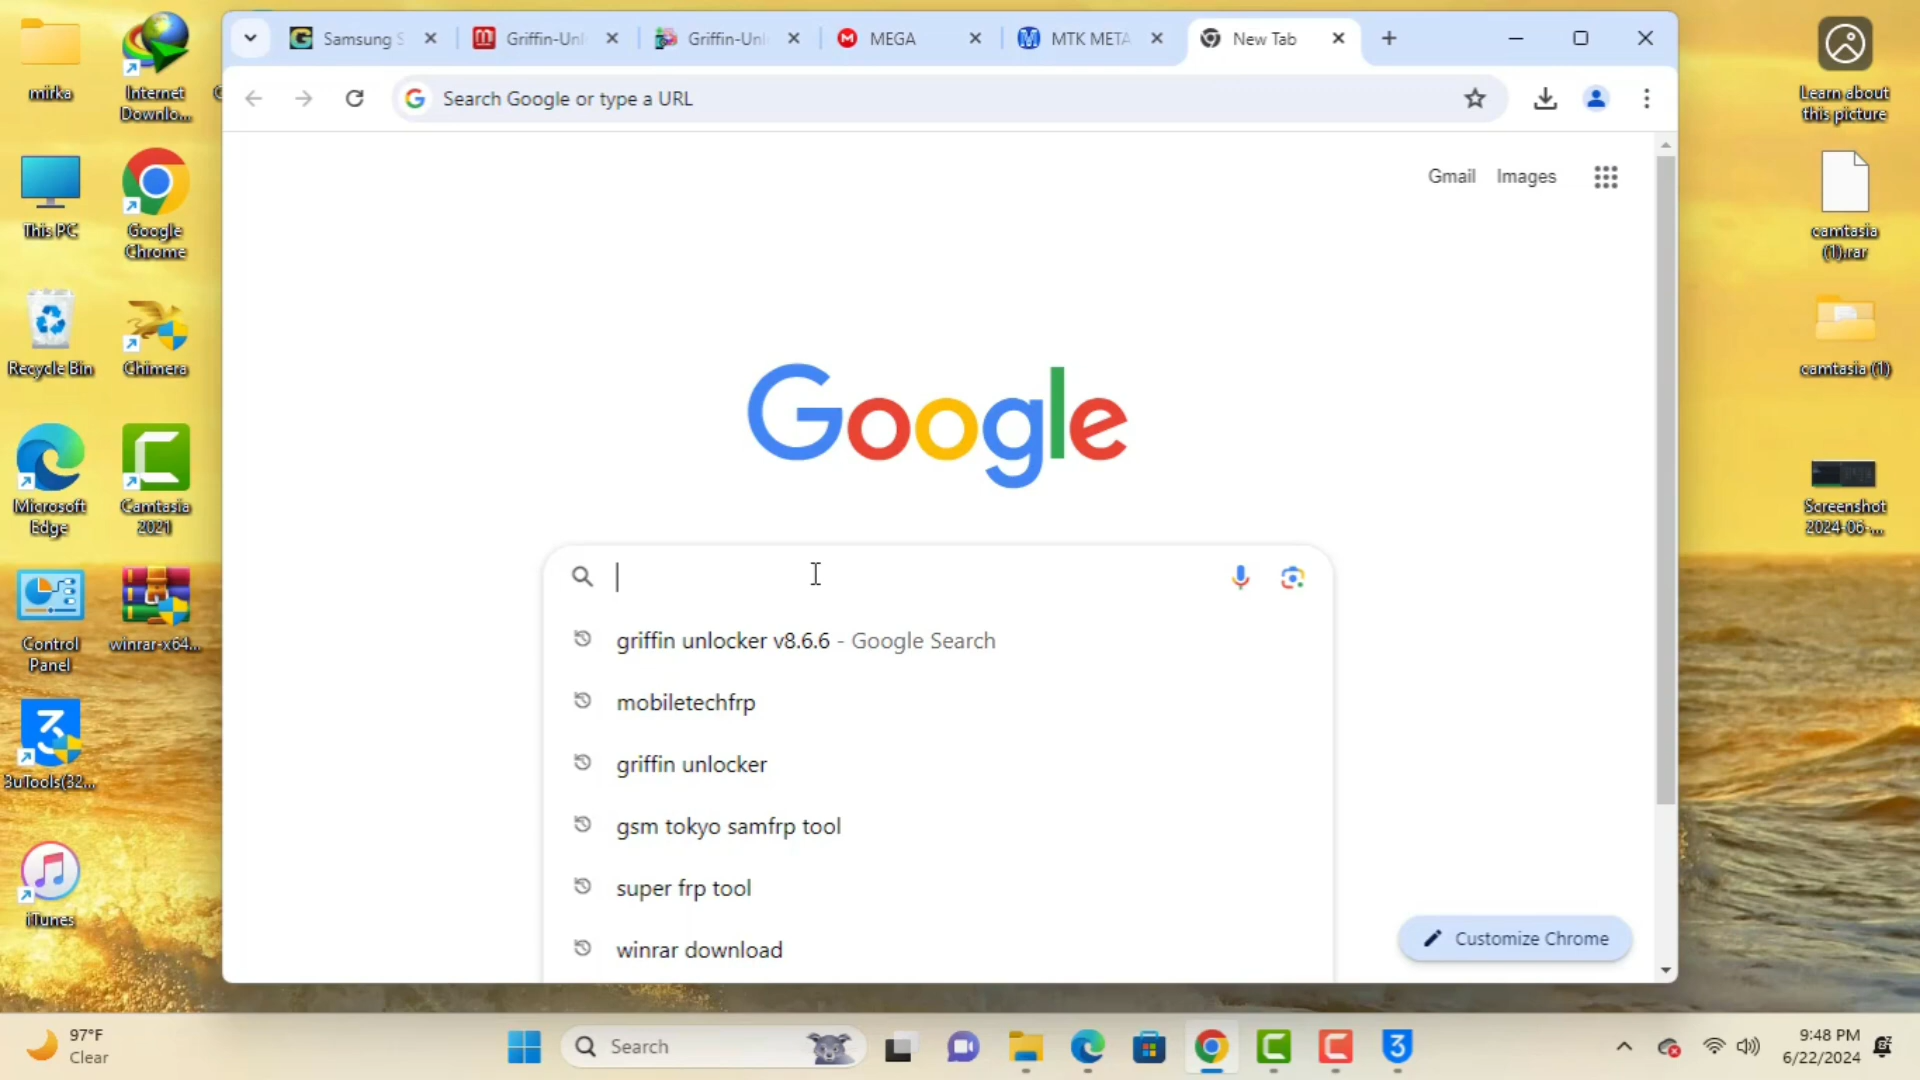 Samsung S
Griffin-Unl
Griffin-Unl
MEGA
MTK META
New Tab
Search Google or type a URL
Gmail
Images
Google
griffin unlocker v8.6.6 - Google Search
mobiletechfrp
griffin unlocker
gsm tokyo samfrp tool
super frp tool
winrar download
Customize Chrome
mirka
Internet
Downlo...
This PC
Google
Chrome
Recycle Bin
Chimera
Microsoft
Edge
Camtasia
2021
Control
Panel
winrar-x64...
3uTools(32...
iTunes
Learn about
this picture
camtasia
(1).rar
camtasia (1)
Screenshot
2024-06-...
97°F
Clear
Search
9:48 PM
6/22/2024